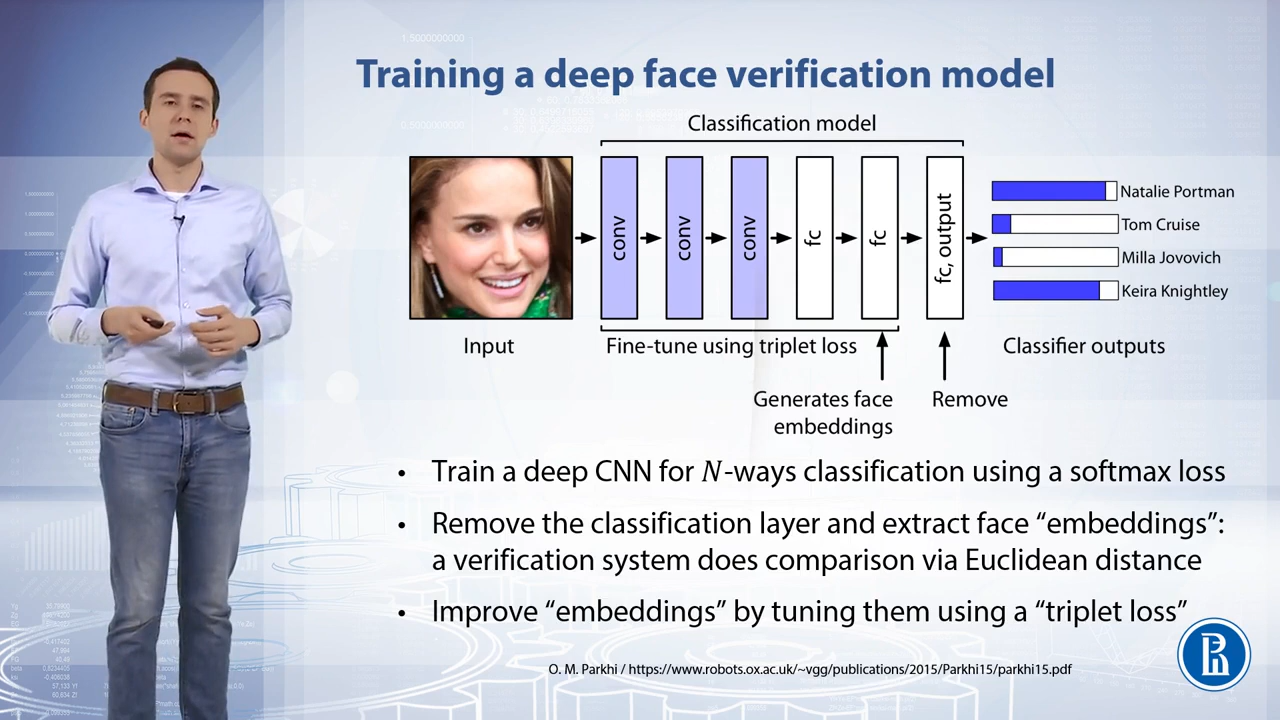 Training a deep face verification model
Classification model
conv
conv
conv
fc
fc
fc, output
Natalie Portman
Tom Cruise
Milla Jovovich
Keira Knightley
Input
Fine-tune using triplet loss
Classifier outputs
Generates face
embeddings
Remove
• Train a deep CNN for N-ways classification using a softmax loss
• Remove the classification layer and extract face “embeddings”:
a verification system does comparison via Euclidean distance
• Improve “embeddings” by tuning them using a “triplet loss”
O. M. Parkhi / https://www.robots.ox.ac.uk/~vgg/publications/2015/Parkhi15/parkhi15.pdf
1.5000000000
0.5000000000